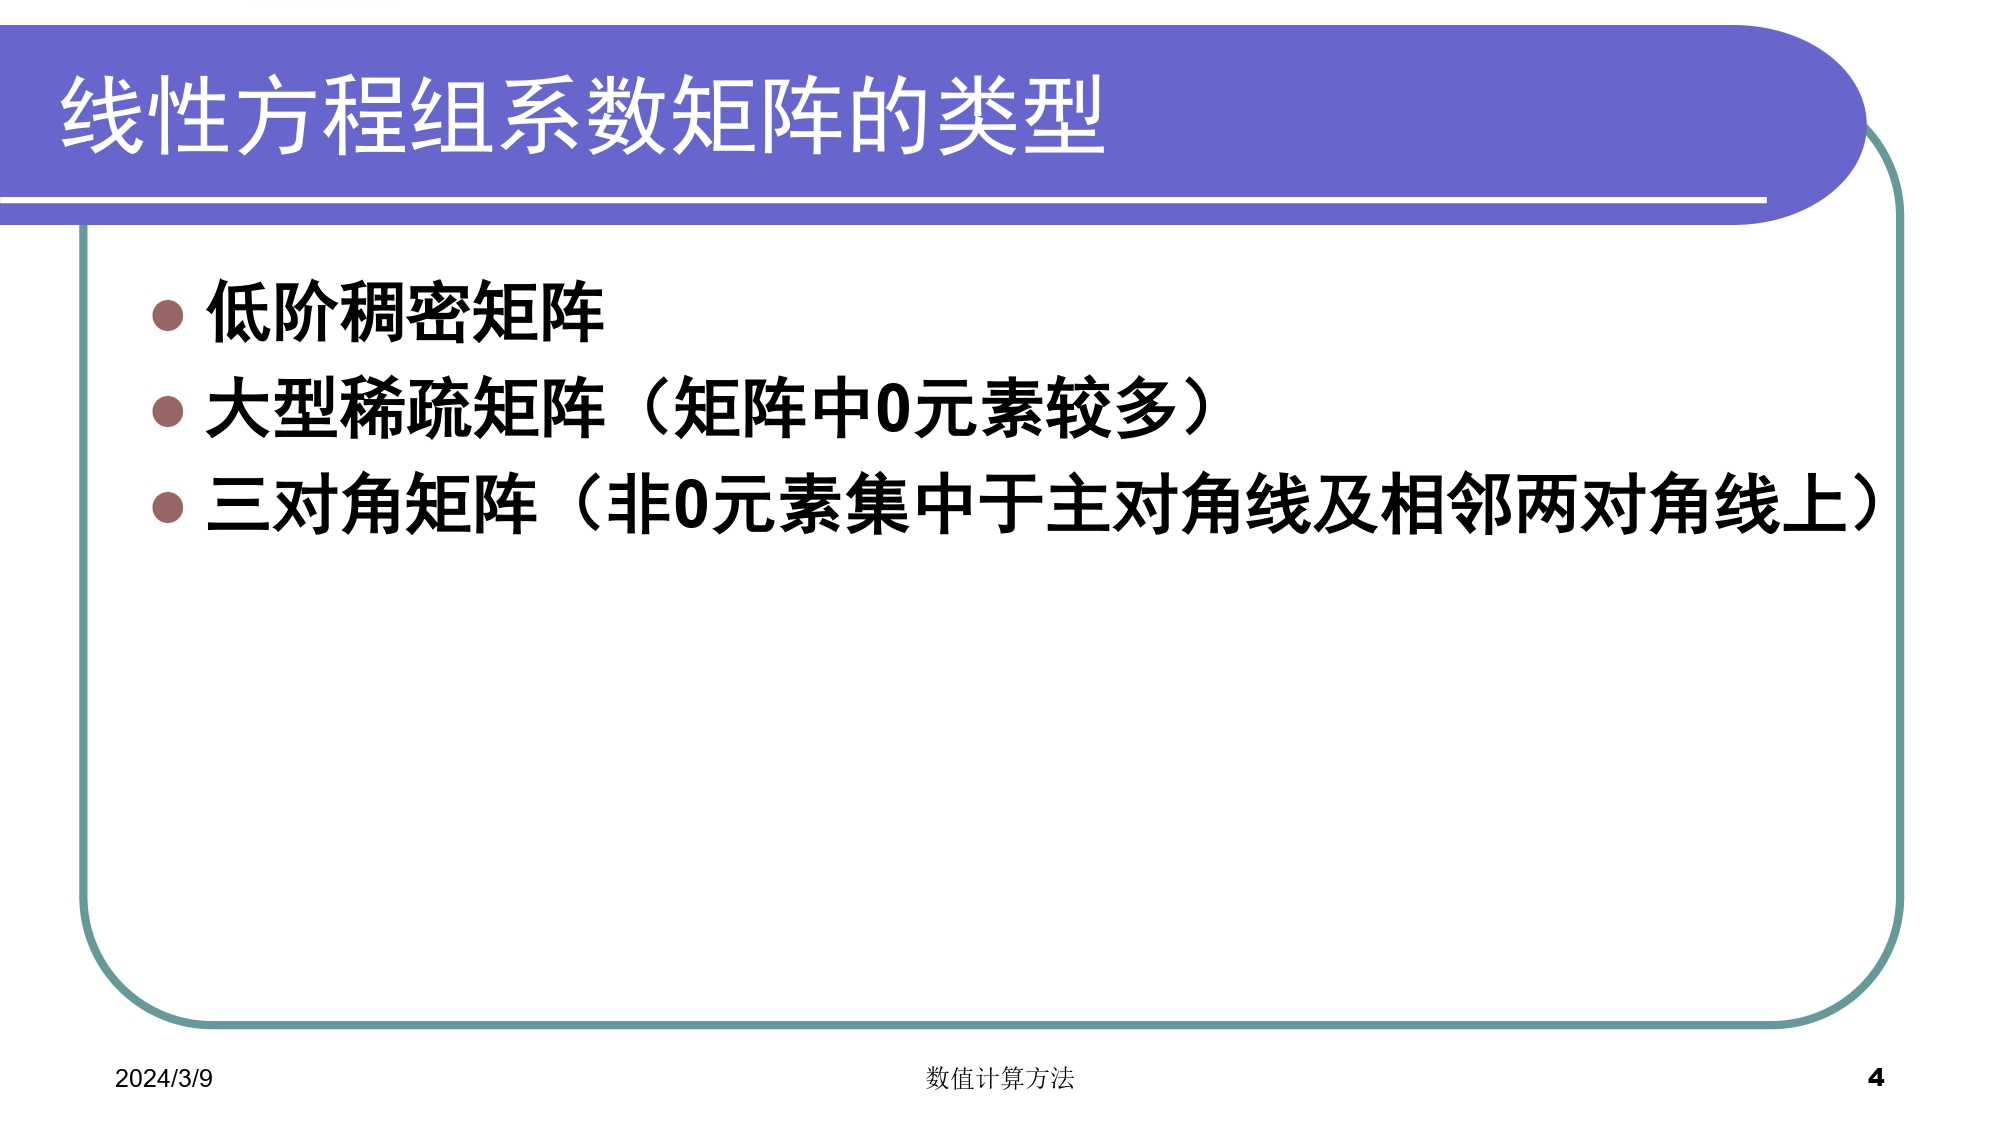 线性方程组系数矩阵的类型
低阶稠密矩阵
大型稀疏矩阵（矩阵中0元素较多）
三对角矩阵（非0元素集中于主对角线及相邻两对角线上）
2024/3/9
数值计算方法
4